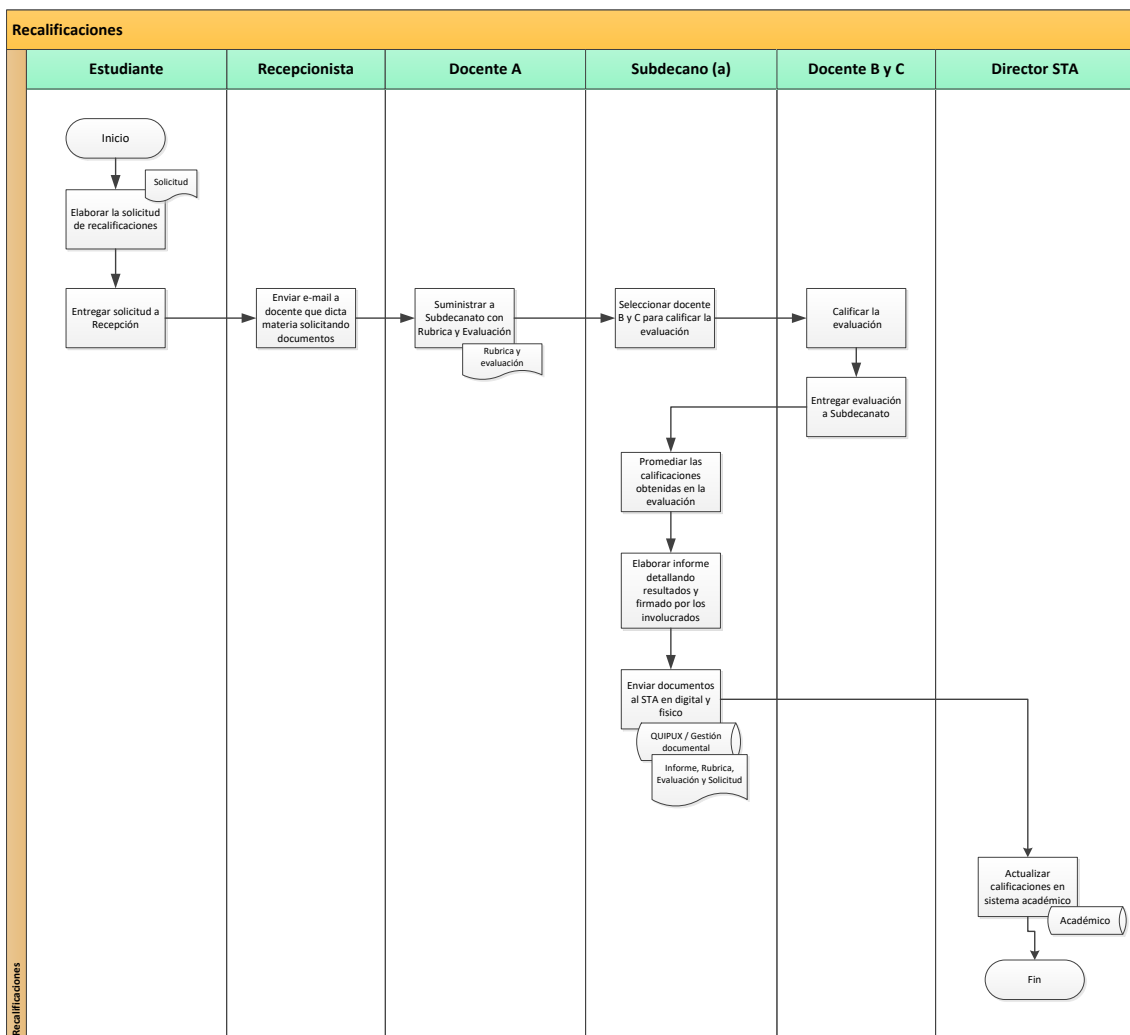 Recalificaciones
Estudiante
Recepcionista
Docente A
Subdecano (a)
Docente B y C
Director STA
Inicio
Solicitud
Elaborar la solicitud
de recalificaciones
Entregar solicitud a
Recepción
Enviar e-mail a
docente que dicta
materia solicitando
documentos
Suministrar a
Subdecanato con
Rubrica y Evaluación
Rubrica y
evaluación
Seleccionar docente
B y C para calificar la
evaluación
Calificar la
evaluación
Entregar evaluación
a Subdecanato
Promediar las
calificaciones
obtenidas en la
evaluación
Elaborar informe
detallando
resultados y
firmado por los
involucrados
Enviar documentos
al STA en digital y
fisico
QUIPUX / Gestión
documental
Informe, Rubrica,
Evaluación y Solicitud
Actualizar
calificaciones en
sistema académico
Académico
Fin
Recalificaciones